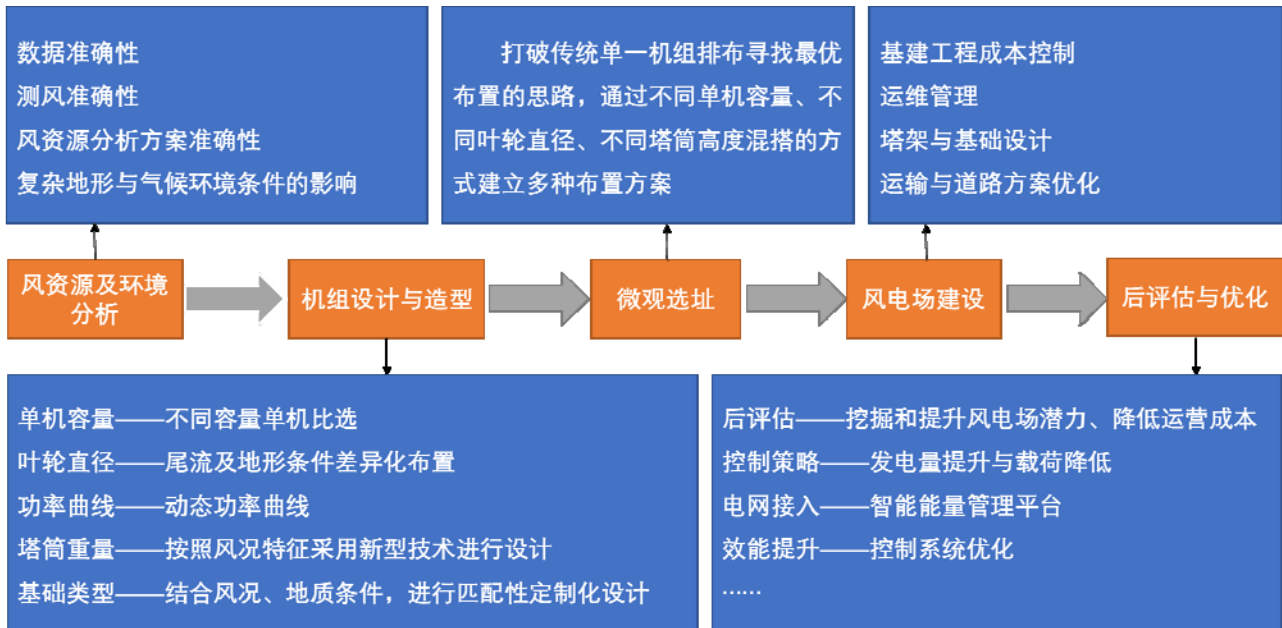 数据准确性
测风准确性
风资源分析方案准确性
复杂地形与气候环境条件的影响
打破传统单一机组排布寻找最优
布置的思路，通过不同单机容量、不
同叶轮直径、不同塔筒高度混搭的方
式建立多种布置方案
基建工程成本控制
运维管理
塔架与基础设计
运输与道路方案优化
风资源及环境
分析
机组设计与造型
微观选址
风电场建设
后评估与优化
单机容量——不同容量单机比选
叶轮直径——尾流及地形条件差异化布置
功率曲线——动态功率曲线
塔筒重量——按照风况特征采用新型技术进行设计
基础类型——结合风况、地质条件，进行匹配性定制化设计
后评估——挖掘和提升风电场潜力、降低运营成本
控制策略——发电量提升与载荷降低
电网接入——智能能量管理平台
效能提升——控制系统优化
……